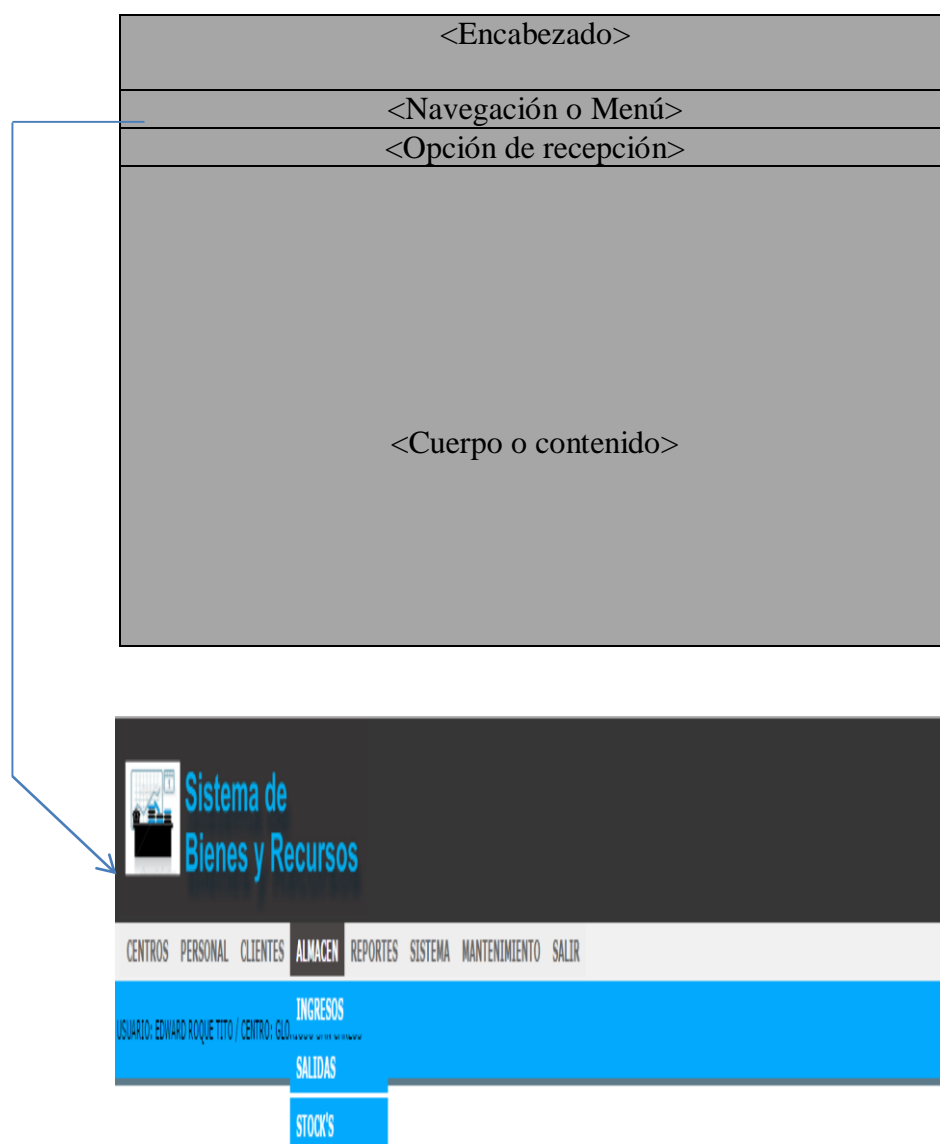 <Encabezado>
<Navegación o Menú>
<Opción de recepción>
<Cuerpo o contenido>
Sistema de
Bienes y Recursos
CENTROS PERSONAL CLIENTES ALMACEN REPORTES SISTEMA MANTENIMIENTO SALIR
INGRESOS
USUARIO: EDWARD ROQUE TITO / CENTRO:
SALIDAS
STOCK'S